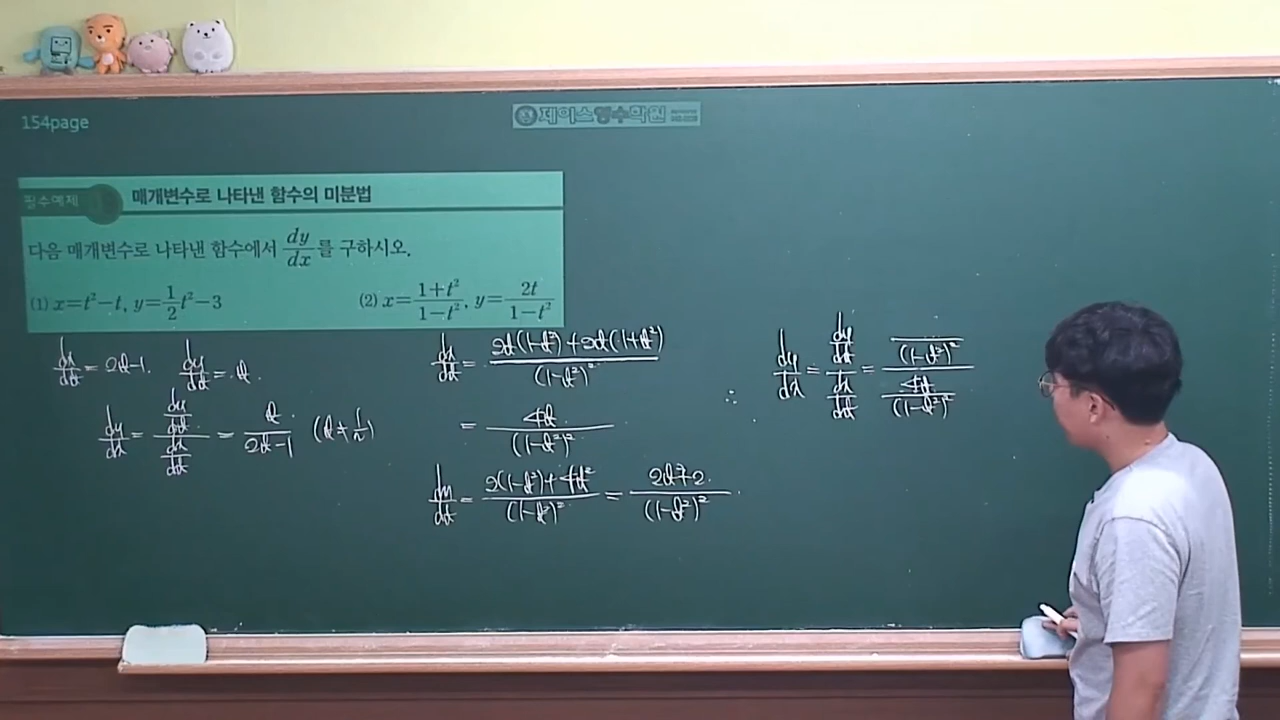 154page
제이스영수학원
필수예제
매개변수로 나타낸 함수의 미분법
다음 매개변수로 나타낸 함수에서 dy/dx를 구하시오.
(1) x=t²-t, y=1/2t²-3
(2) x=(1+t²)/(1-t²), y=2t/(1-t²)
dx/dt=2t-1. dy/dt=t.
dy/dx=(dy/dt)/(dx/dt)=t/(2t-1) (t≠1/2)
dx/dt=(2t(1-t²)+2t(1+t²))/(1-t²)²
=4t/(1-t²)²
dy/dt=(2(1-t²)+4t²)/(1-t²)²=(2t²+2)/(1-t²)²
∴ dy/dx=(dy/dt)/(dx/dt)= /(1-t²)² / 4t/(1-t²)²